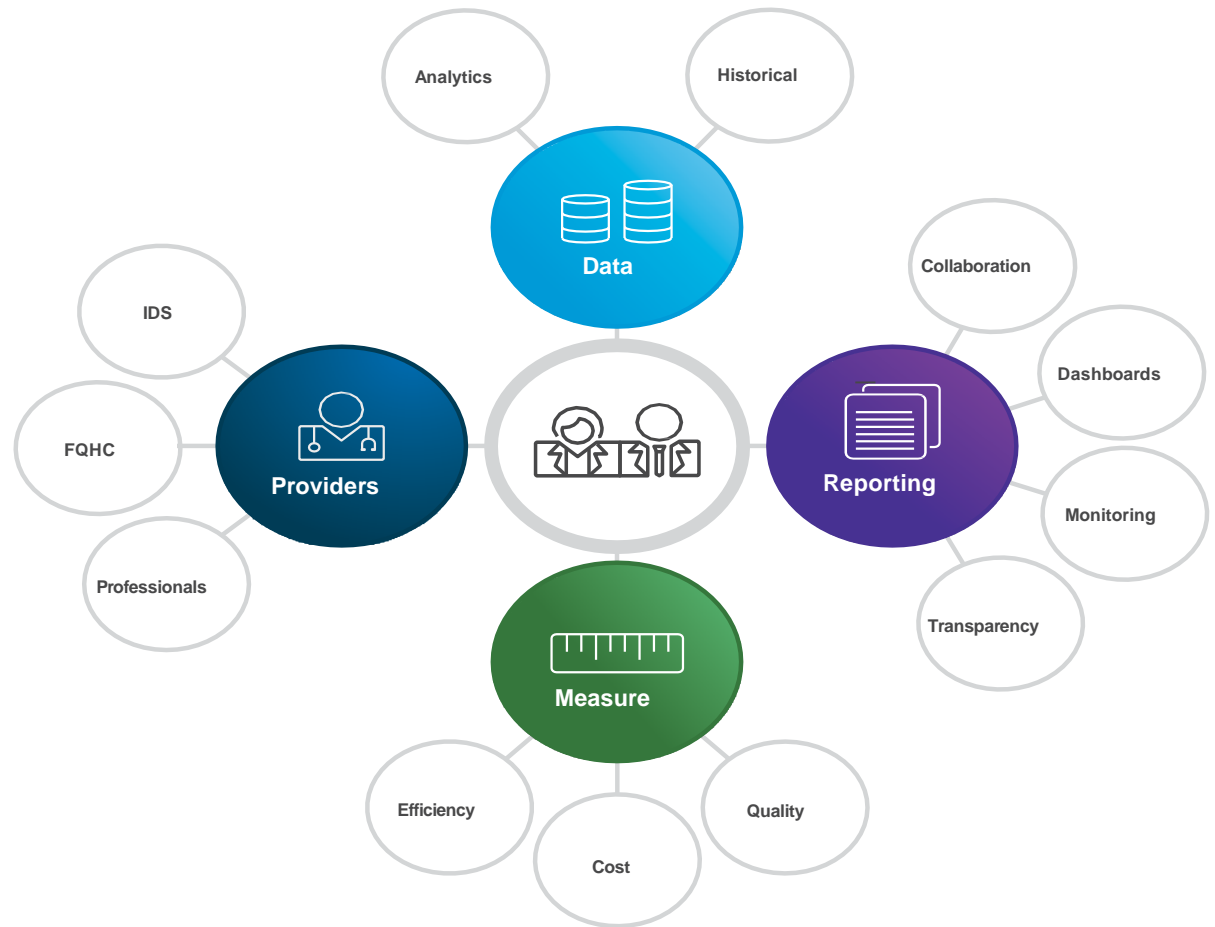 Analytics
Historical
Data
Collaboration
IDS
Dashboards
FQHC
Providers
Reporting
Monitoring
Professionals
Transparency
Measure
Efficiency
Quality
Cost